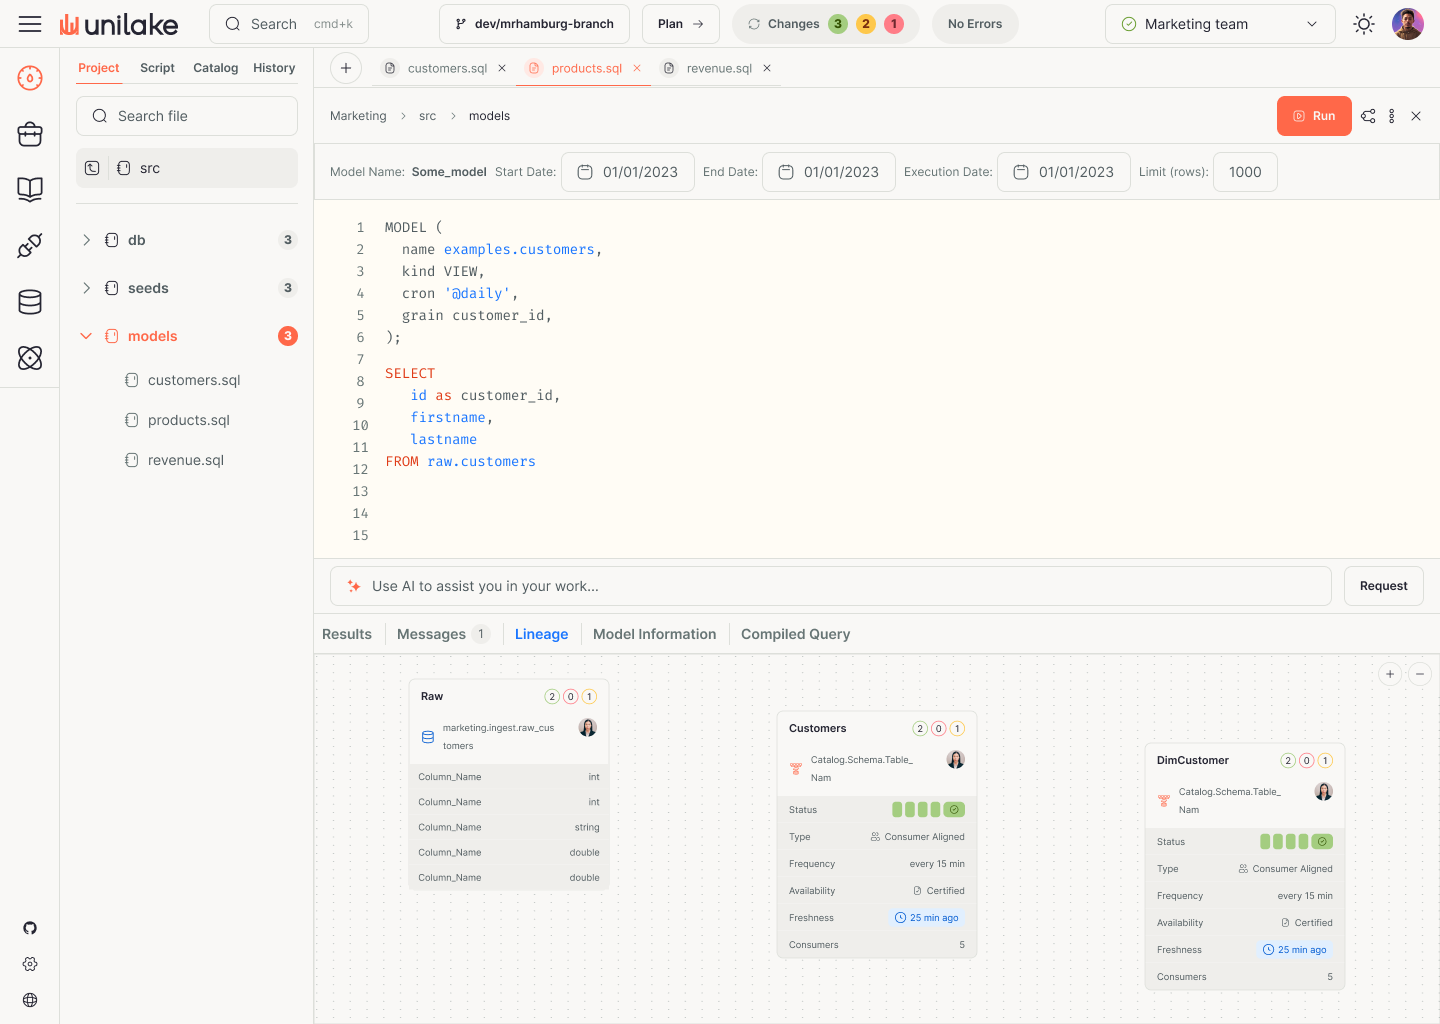 unilake
Search cmd+k
dev/mrhamburg-branch
Plan
Changes 3 2 1
No Errors
Marketing team
Project Script Catalog History
Search file
src
db 3
seeds 3
models 3
customers.sql
products.sql
revenue.sql
customers.sql products.sql revenue.sql
Marketing src models
Run
Model Name: Some_model Start Date: 01/01/2023 End Date: 01/01/2023 Execution Date: 01/01/2023 Limit (rows): 1000
1 MODEL (
2 name examples.customers,
3 kind VIEW,
4 cron '@daily',
5 grain customer_id,
6 );
7
SELECT
8
id as customer_id,
9
firstname,
10
lastname
11
FROM raw.customers
12
13
14
15
Use AI to assist you in your work...
Request
Results Messages 1 Lineage Model Information Compiled Query
Raw 2 0 1
marketing.ingest.raw_cus
tomers
Column_Name int
Column_Name int
Column_Name string
Column_Name double
Column_Name double
Customers 2 0 1
Catalog.Schema.Table_
Nam
Status
Type Consumer Aligned
Frequency every 15 min
Availability Certified
Freshness 25 min ago
Consumers 5
DimCustomer 2 0 1
Catalog.Schema.Table_
Nam
Status
Type Consumer Aligned
Frequency every 15 min
Availability Certified
Freshness 25 min ago
Consumers 5